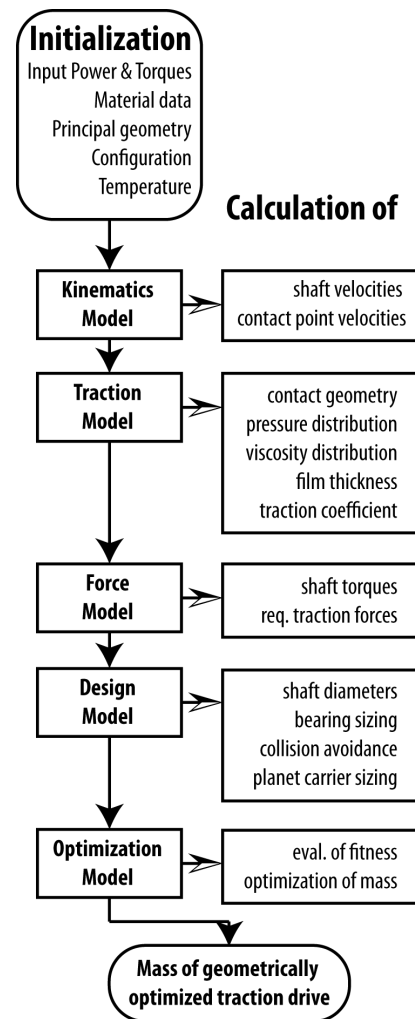 Initialization
Input Power & Torques
Material data
Principal geometry
Configuration
Temperature
Calculation of
Kinematics
Model
shaft velocities
contact point velocities
Traction
Model
contact geometry
pressure distribution
viscosity distribution
film thickness
traction coefficient
Force
Model
shaft torques
req. traction forces
Design
Model
shaft diameters
bearing sizing
collision avoidance
planet carrier sizing
Optimization
Model
eval. of fitness
optimization of mass
Mass of geometrically
optimized traction drive